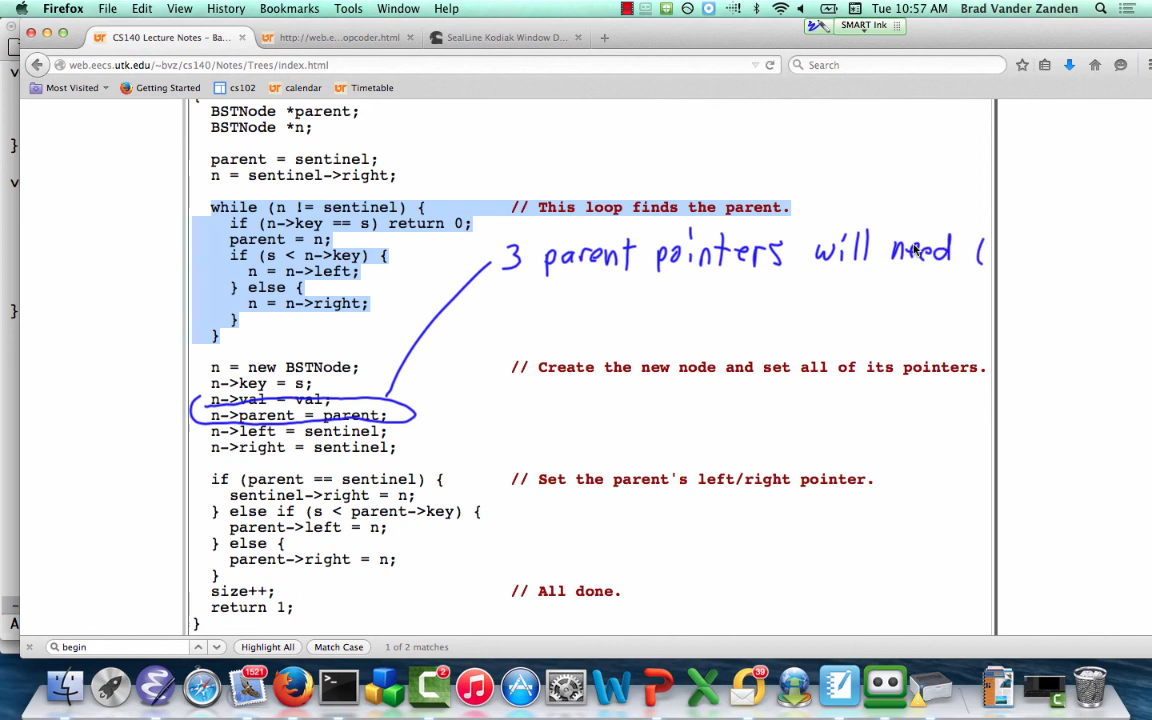 Firefox File Edit View History Bookmarks Tools Window Help Tue 10:57 AM Brad Vander Zanden
SMART Ink
CS140 Lecture Notes – Ba... http://web.e...opcoder.html SealLine Kodiak Window D...
web.eecs.utk.edu/~bvz/cs140/Notes/Trees/index.html Search
Most Visited Getting Started cs102 calendar Timetable
{
BSTNode *parent;
BSTNode *n;
parent = sentinel;
n = sentinel->right;
while (n != sentinel) { // This loop finds the parent.
if (n->key == s) return 0;
parent = n;
3 parent pointers will need (
if (s < n->key) {
n = n->left;
} else {
n = n->right;
}
}
n = new BSTNode; // Create the new node and set all of its pointers.
n->key = s;
n->val = val;
n->parent = parent;
n->left = sentinel;
n->right = sentinel;
if (parent == sentinel) { // Set the parent's left/right pointer.
sentinel->right = n;
} else if (s < parent->key) {
parent->left = n;
} else {
parent->right = n;
}
size++; // All done.
return 1;
}
begin Highlight All Match Case 1 of 2 matches
1521
2
39